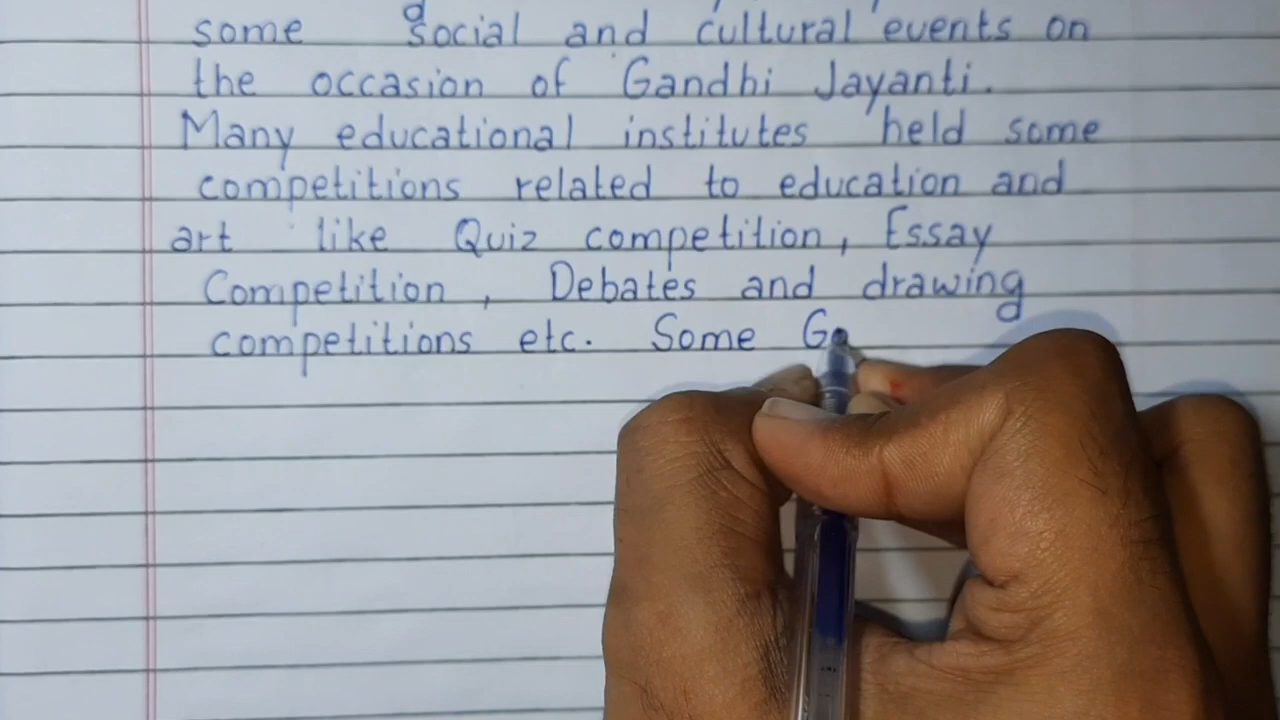 some social and cultural events on
the occasion of Gandhi Jayanti.
Many educational institutes held some
competitions related to education and
art like Quiz competition, Essay
Competition, Debates and drawing
competitions etc. Some